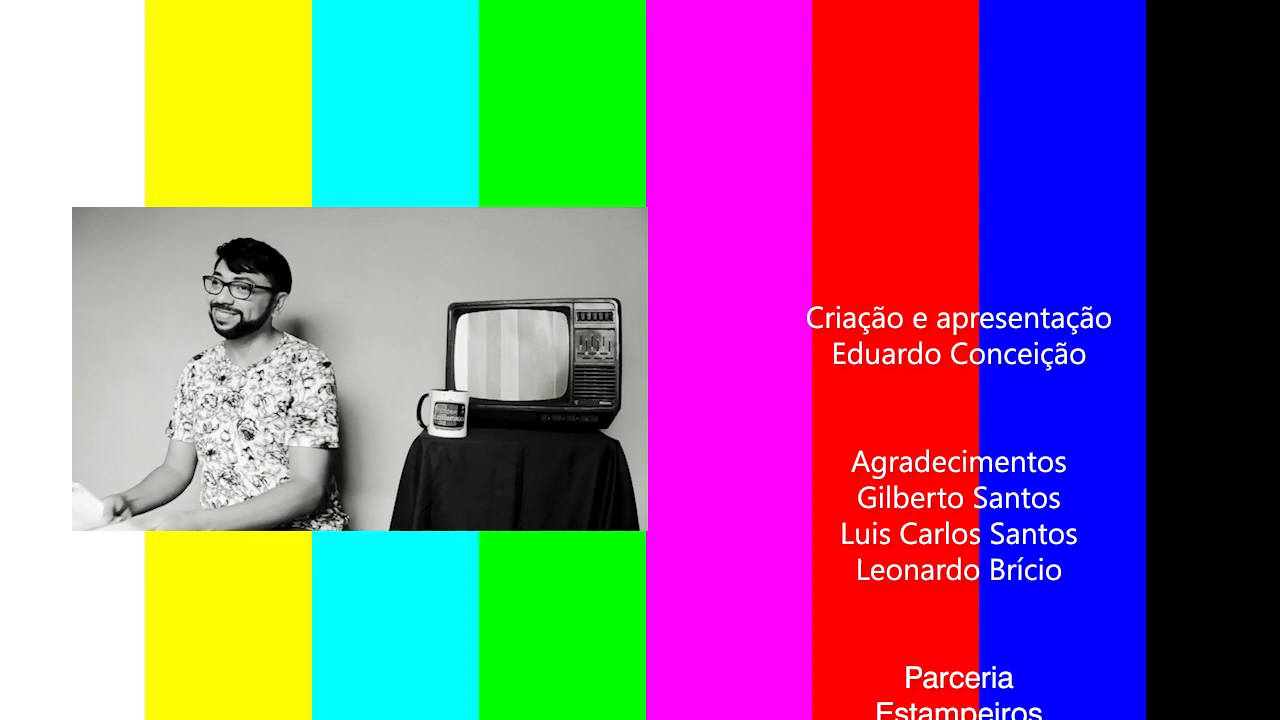 Criação e apresentação
Eduardo Conceição
Agradecimentos
Gilberto Santos
Luis Carlos Santos
Leonardo Brício
Parceria
Estampeiros